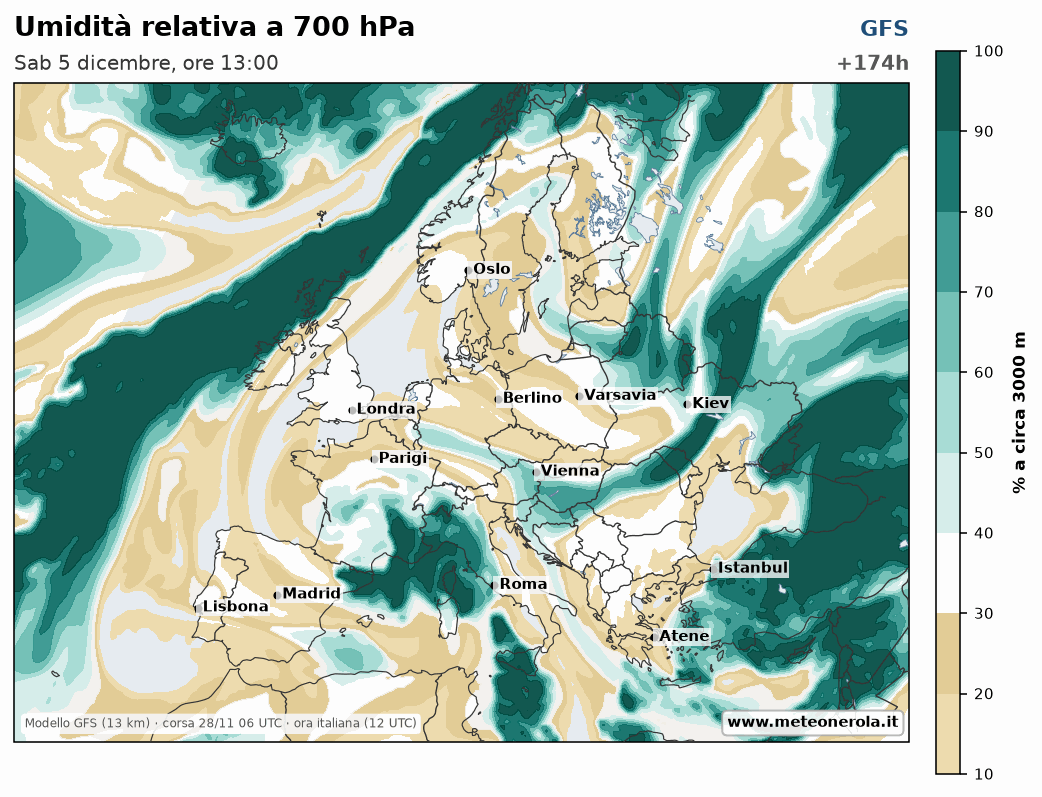 Umidità relativa a 700 hPa
GFS
Sab 5 dicembre, ore 13:00
+174h
100
90
80
70
60
50
40
30
20
10
% a circa 3000 m
Oslo
Berlino
Varsavia
Kiev
Londra
Parigi
Vienna
Istanbul
Roma
Madrid
Lisbona
Atene
Modello GFS (13 km) · corsa 28/11 06 UTC · ora italiana (12 UTC)
www.meteonerola.it